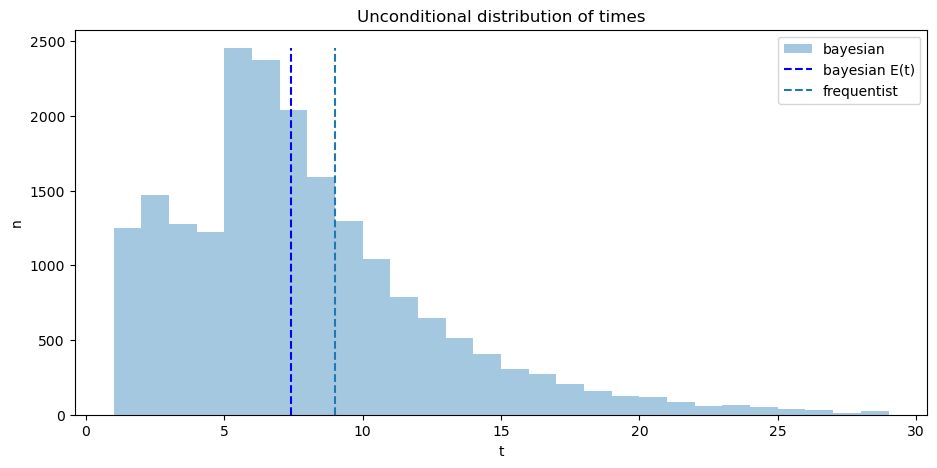 Unconditional distribution of times
2500
2000
1500
1000
500
0
n
0 5 10 15 20 25 30
t
bayesian
bayesian E(t)
frequentist